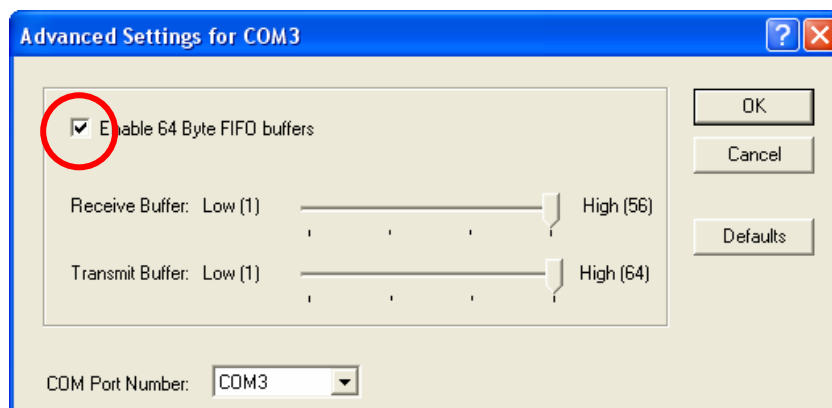 Advanced Settings for COM3
Enable 64 Byte FIFO buffers
OK
Cancel
Receive Buffer: Low (1) High (56)
Defaults
Transmit Buffer: Low (1) High (64)
COM Port Number: COM3